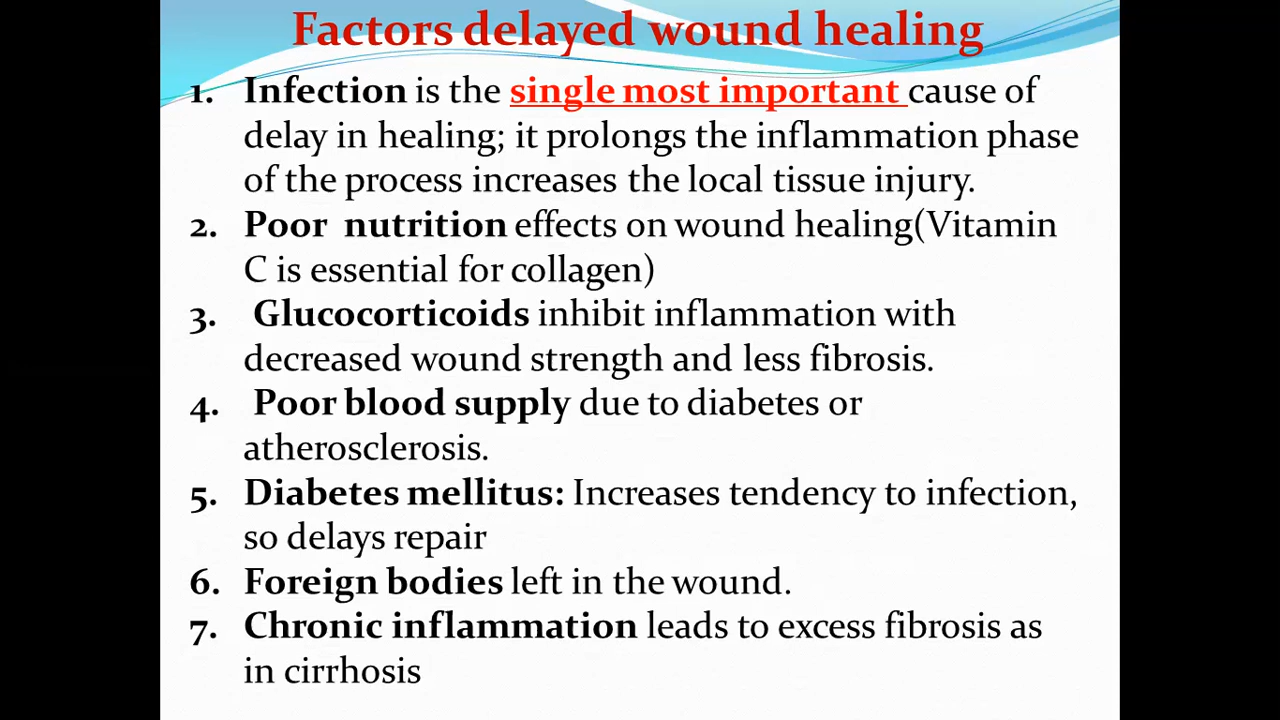 Factors delayed wound healing
1. Infection is the single most important cause of
delay in healing; it prolongs the inflammation phase
of the process increases the local tissue injury.
2. Poor nutrition effects on wound healing(Vitamin
C is essential for collagen)
3. Glucocorticoids inhibit inflammation with
decreased wound strength and less fibrosis.
4. Poor blood supply due to diabetes or
atherosclerosis.
5. Diabetes mellitus: Increases tendency to infection,
so delays repair
6. Foreign bodies left in the wound.
7. Chronic inflammation leads to excess fibrosis as
in cirrhosis